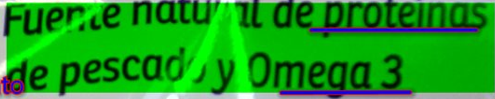 Fuente natural de proteínas
de pescado y Omega 3
to